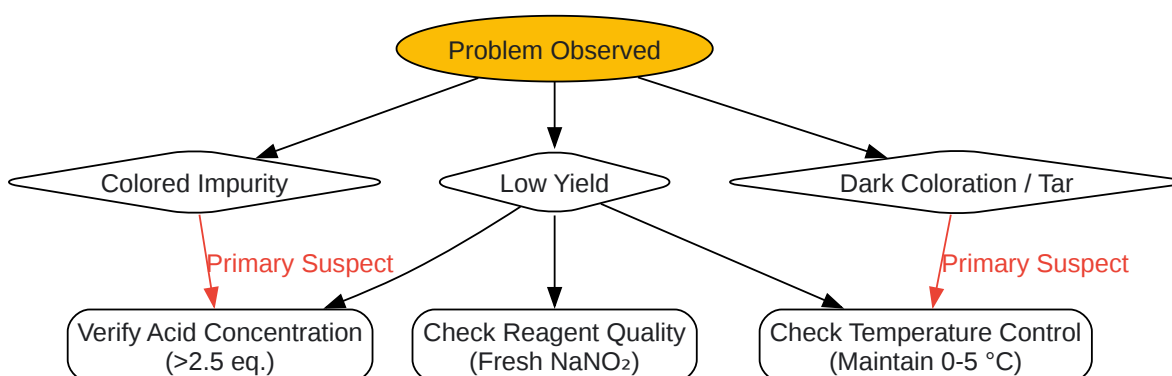 Problem Observed
Colored Impurity
Low Yield
Dark Coloration / Tar
Primary Suspect
Primary Suspect
Verify Acid Concentration
(>2.5 eq.)
Check Reagent Quality
(Fresh NaNO₂)
Check Temperature Control
(Maintain 0-5 °C)